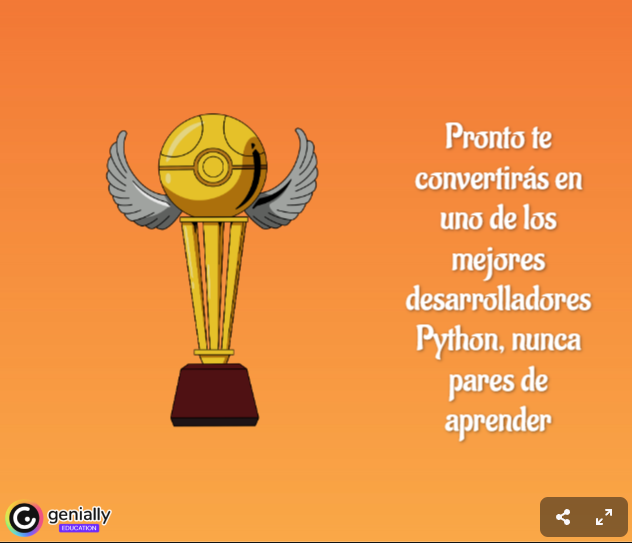 Pronto te
convertirás en
uno de los
mejores
desarrolladores
Python, nunca
pares de
aprender
genially
EDUCATION